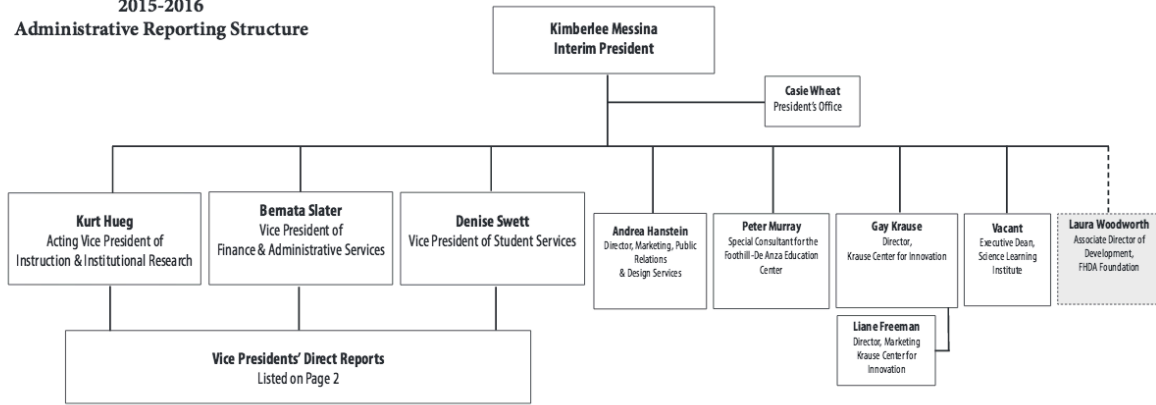 2015-2016
Administrative Reporting Structure
Kimberlee Messina
Interim President
Casie Wheat
President's Office
Kurt Hueg
Acting Vice President of
Instruction & Institutional Research
Bernata Slater
Vice President of
Finance & Administrative Services
Denise Swett
Vice President of Student Services
Andrea Hanstein
Director, Marketing, Public
Relations
& Design Services
Peter Murray
Special Consultant for the
Foothill-De Anza Education
Center
Gay Krause
Director,
Krause Center for Innovation
Vacant
Executive Dean,
Science Learning
Institute
Laura Woodworth
Associate Director of
Development,
FHDA Foundation
Liane Freeman
Director, Marketing
Krause Center for
Innovation
Vice Presidents' Direct Reports
Listed on Page 2